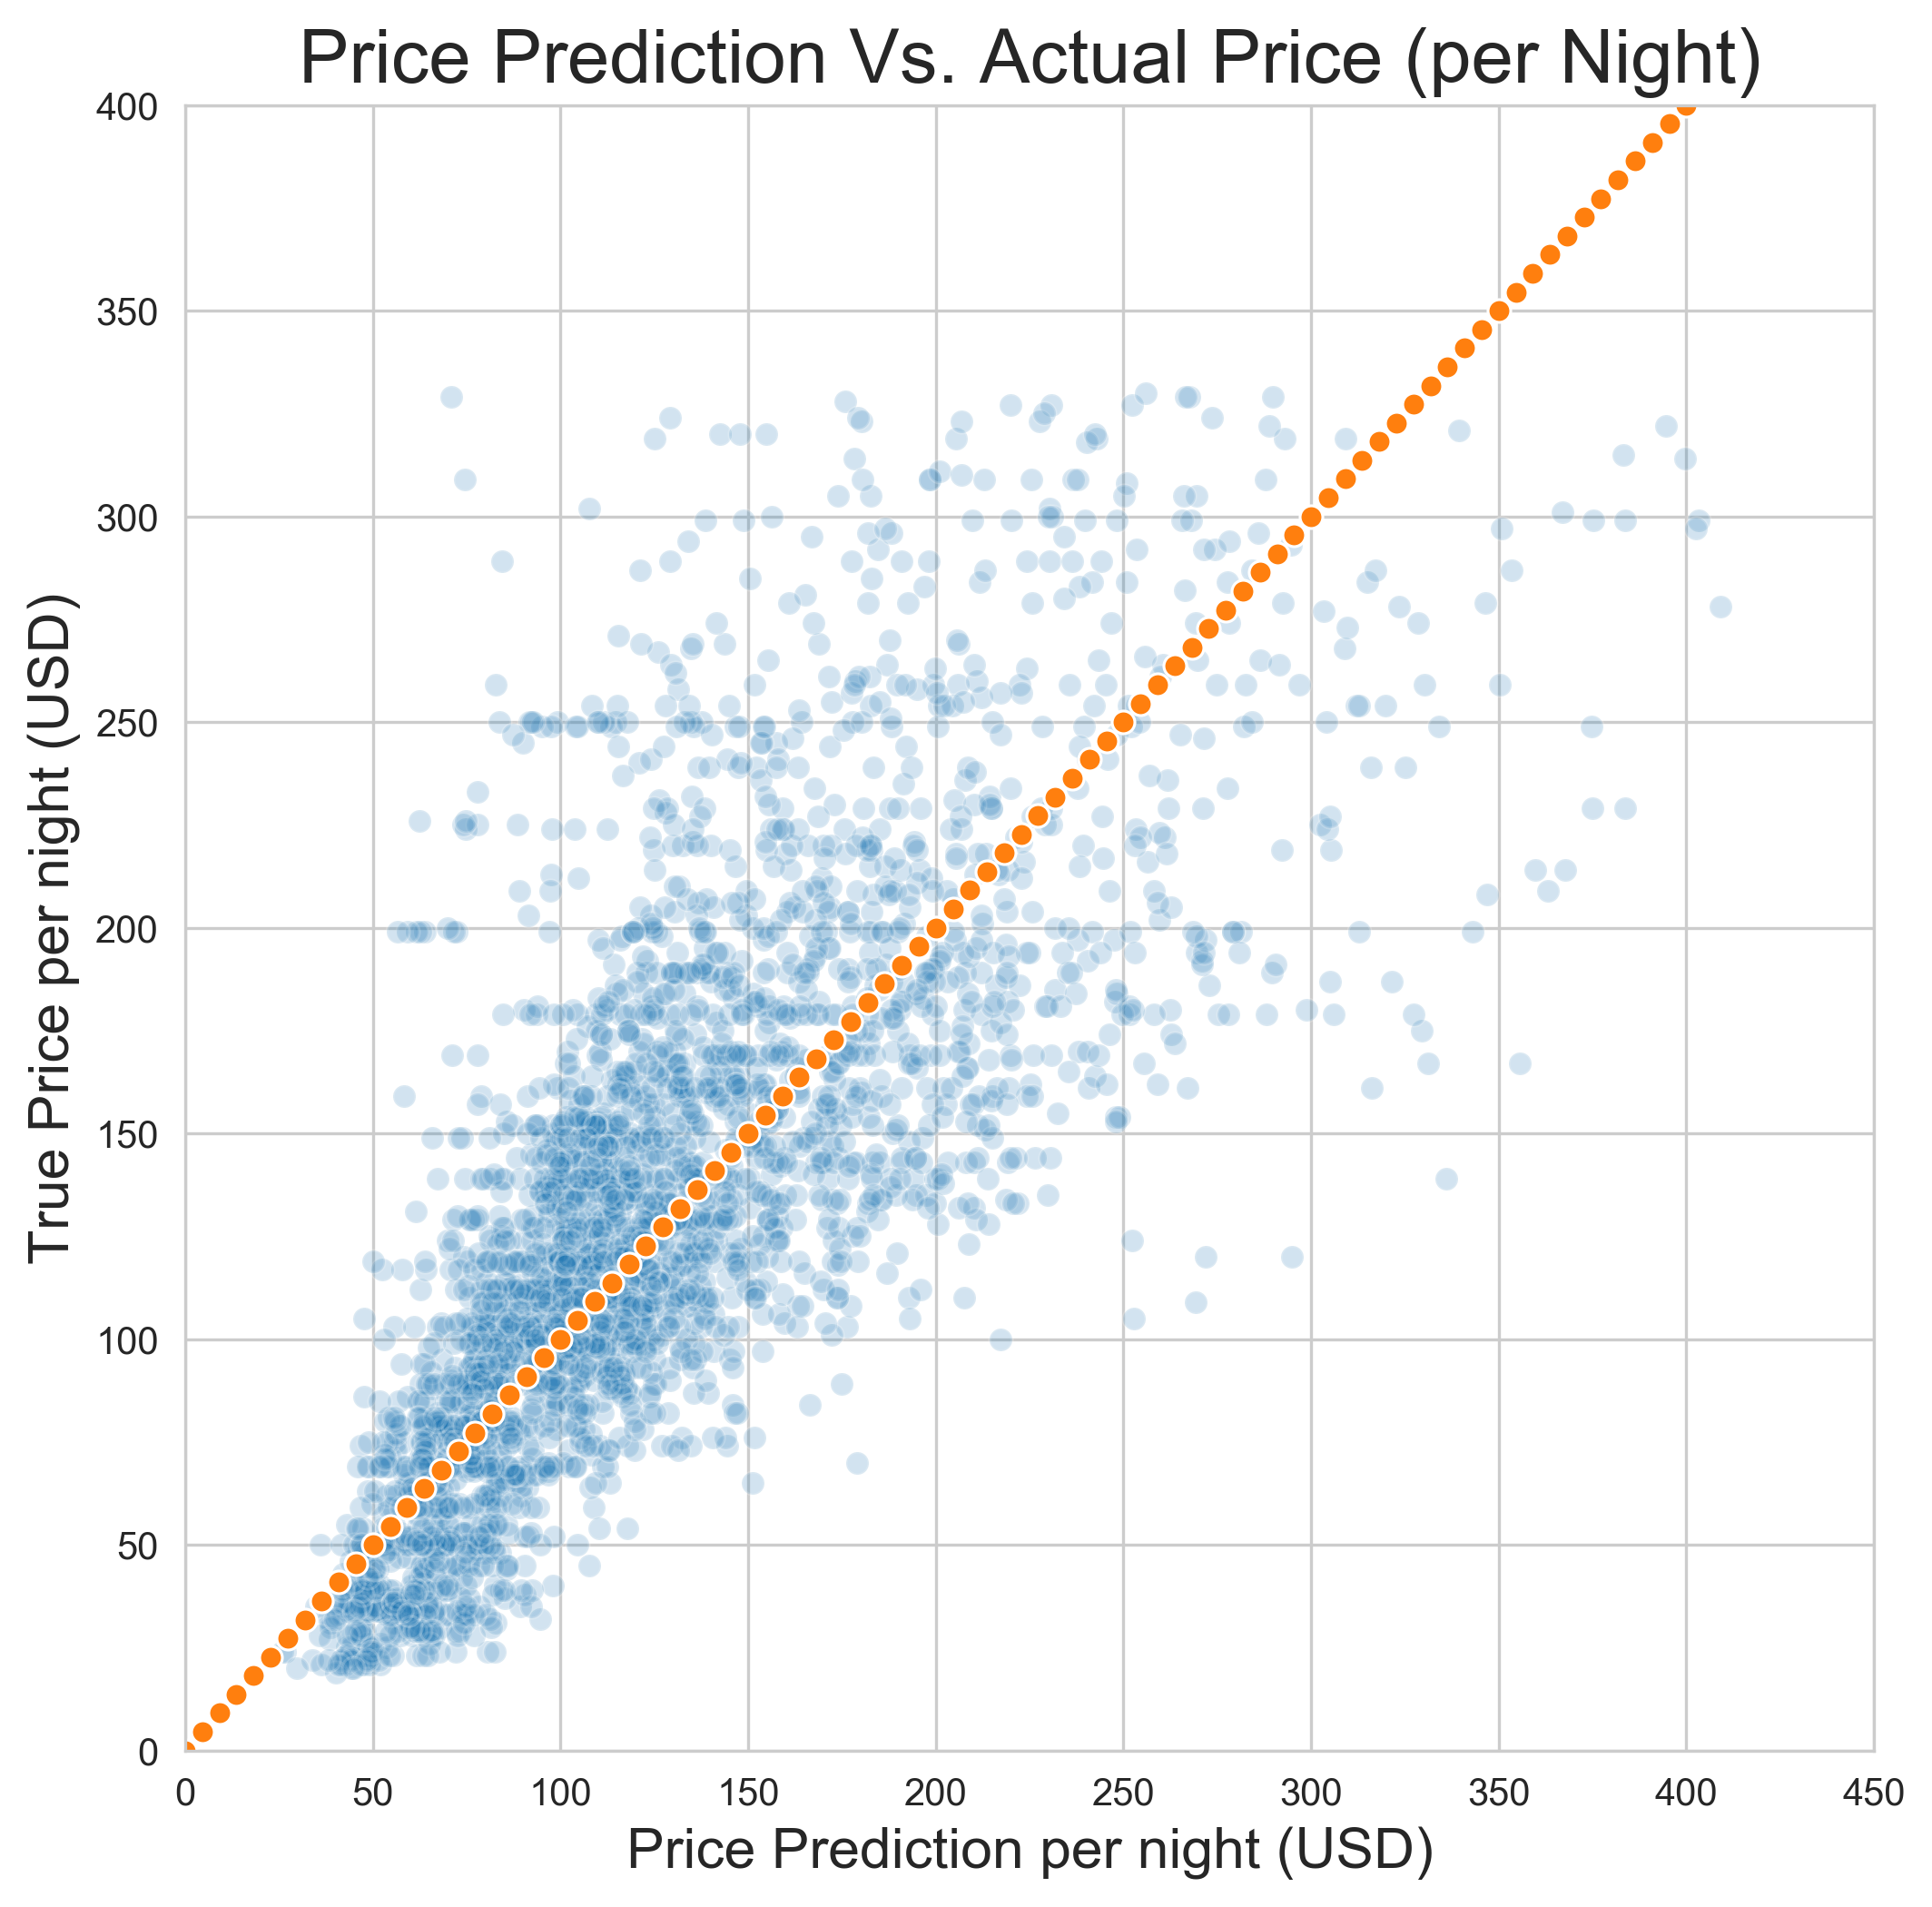 Price Prediction Vs. Actual Price (per Night)
400
350
300
250
200
150
100
50
0
True Price per night (USD)
0 50 100 150 200 250 300 350 400 450
Price Prediction per night (USD)